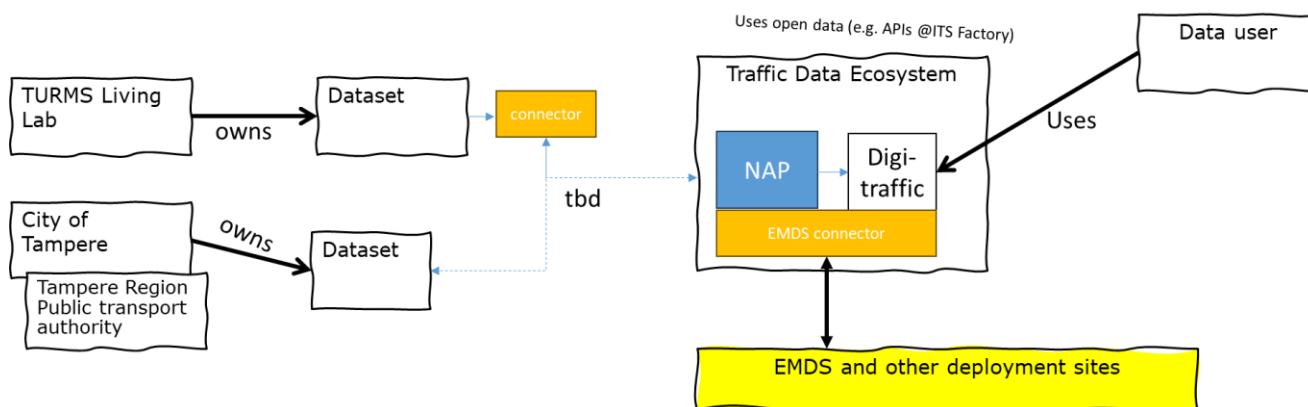 Uses open data (e.g. APIs @ITS Factory)
Data user
Traffic Data Ecosystem
TURMS Living
Lab
owns
Dataset
connector
Uses
NAP
Digi-
traffic
tbd
City of
Tampere
owns
Dataset
EMDS connector
Tampere Region
Public transport
authority
EMDS and other deployment sites